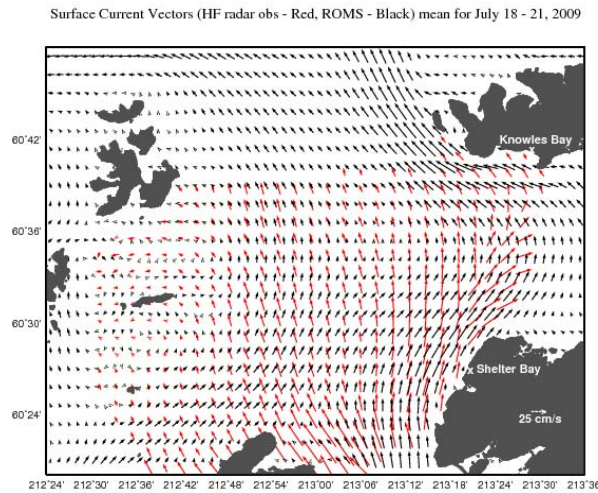 Surface Current Vectors (HF radar obs - Red, ROMS - Black) mean for July 18 - 21, 2009
60°42'
Knowles Bay
60°36'
60°30'
x Shelter Bay
60°24'
25 cm/s
212°24' 212°30' 212°36' 212°42' 212°48' 212°54' 213°00' 213°06' 213°12' 213°18' 213°24' 213°30' 213°36'